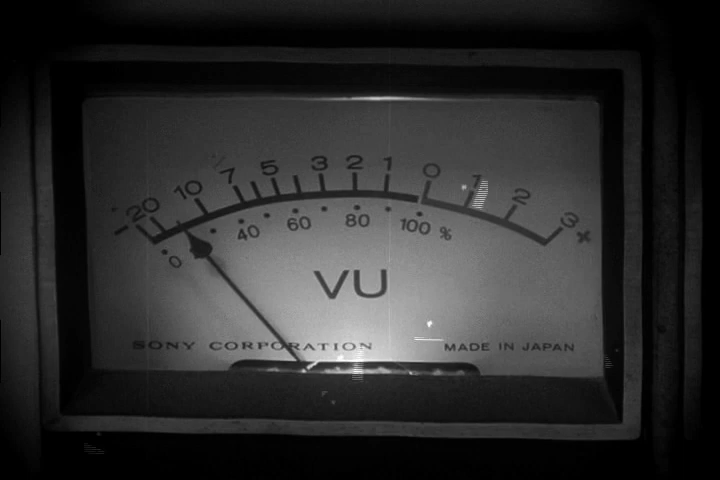 - 20 10 7 5 3 2 1 0 1 2 3 +
0 40 60 80 100 %
VU
SONY CORPORATION MADE IN JAPAN